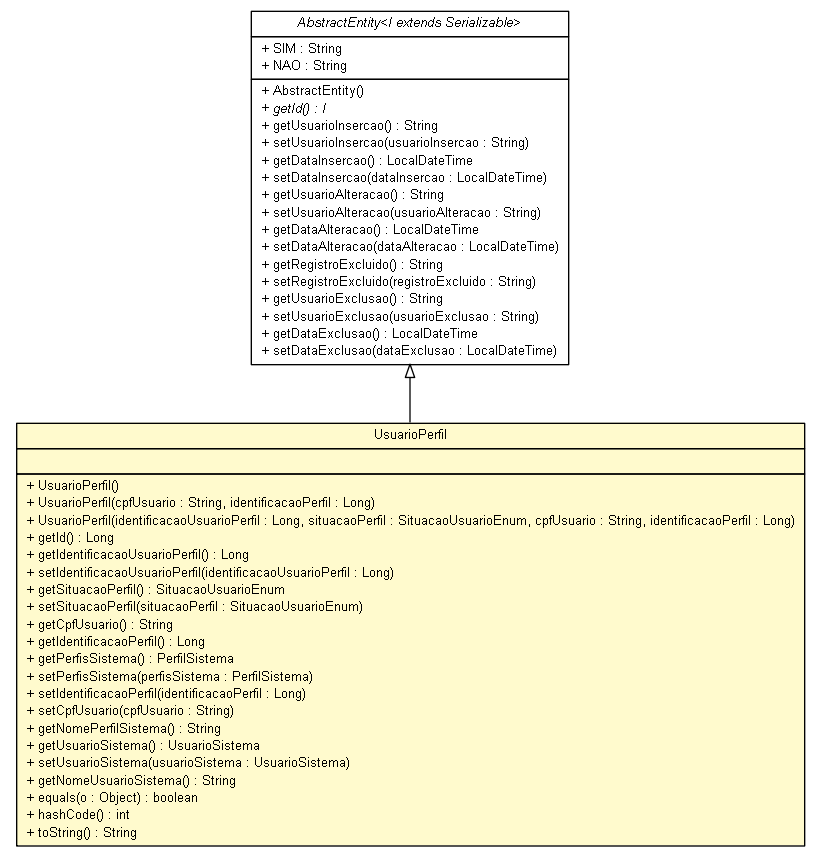 AbstractEntity<I extends Serializable>
+ SIM : String
+ NAO : String
+ AbstractEntity()
+ getId() : I
+ getUsuarioInsercao() : String
+ setUsuarioInsercao(usuarioInsercao : String)
+ getDataInsercao() : LocalDateTime
+ setDataInsercao(dataInsercao : LocalDateTime)
+ getUsuarioAlteracao() : String
+ setUsuarioAlteracao(usuarioAlteracao : String)
+ getDataAlteracao() : LocalDateTime
+ setDataAlteracao(dataAlteracao : LocalDateTime)
+ getRegistroExcluido() : String
+ setRegistroExcluido(registroExcluido : String)
+ getUsuarioExclusao() : String
+ setUsuarioExclusao(usuarioExclusao : String)
+ getDataExclusao() : LocalDateTime
+ setDataExclusao(dataExclusao : LocalDateTime)
UsuarioPerfil
+ UsuarioPerfil()
+ UsuarioPerfil(cpfUsuario : String, identificacaoPerfil : Long)
+ UsuarioPerfil(identificacaoUsuarioPerfil : Long, situacaoPerfil : SituacaoUsuarioEnum, cpfUsuario : String, identificacaoPerfil : Long)
+ getId() : Long
+ getIdentificacaoUsuarioPerfil() : Long
+ setIdentificacaoUsuarioPerfil(identificacaoUsuarioPerfil : Long)
+ getSituacaoPerfil() : SituacaoUsuarioEnum
+ setSituacaoPerfil(situacaoPerfil : SituacaoUsuarioEnum)
+ getCpfUsuario() : String
+ getIdentificacaoPerfil() : Long
+ getPerfisSistema() : PerfilSistema
+ setPerfisSistema(perfisSistema : PerfilSistema)
+ setIdentificacaoPerfil(identificacaoPerfil : Long)
+ setCpfUsuario(cpfUsuario : String)
+ getNomePerfilSistema() : String
+ getUsuarioSistema() : UsuarioSistema
+ setUsuarioSistema(usuarioSistema : UsuarioSistema)
+ getNomeUsuarioSistema() : String
+ equals(o : Object) : boolean
+ hashCode() : int
+ toString() : String